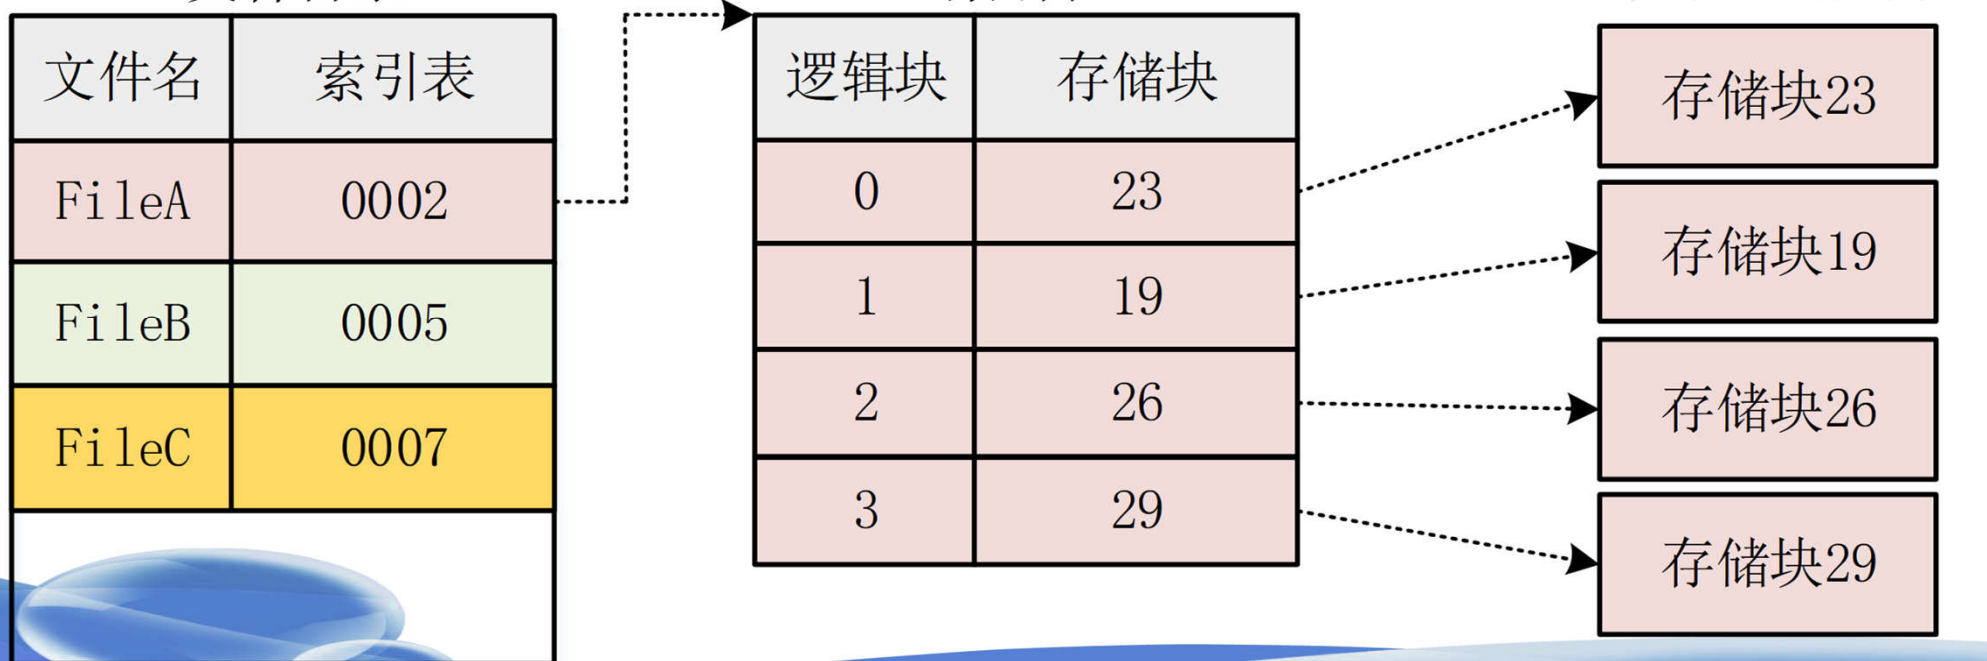 文件名 索引表
FileA 0002
FileB 0005
FileC 0007
逻辑块 存储块
0 23
1 19
2 26
3 29
存储块23
存储块19
存储块26
存储块29